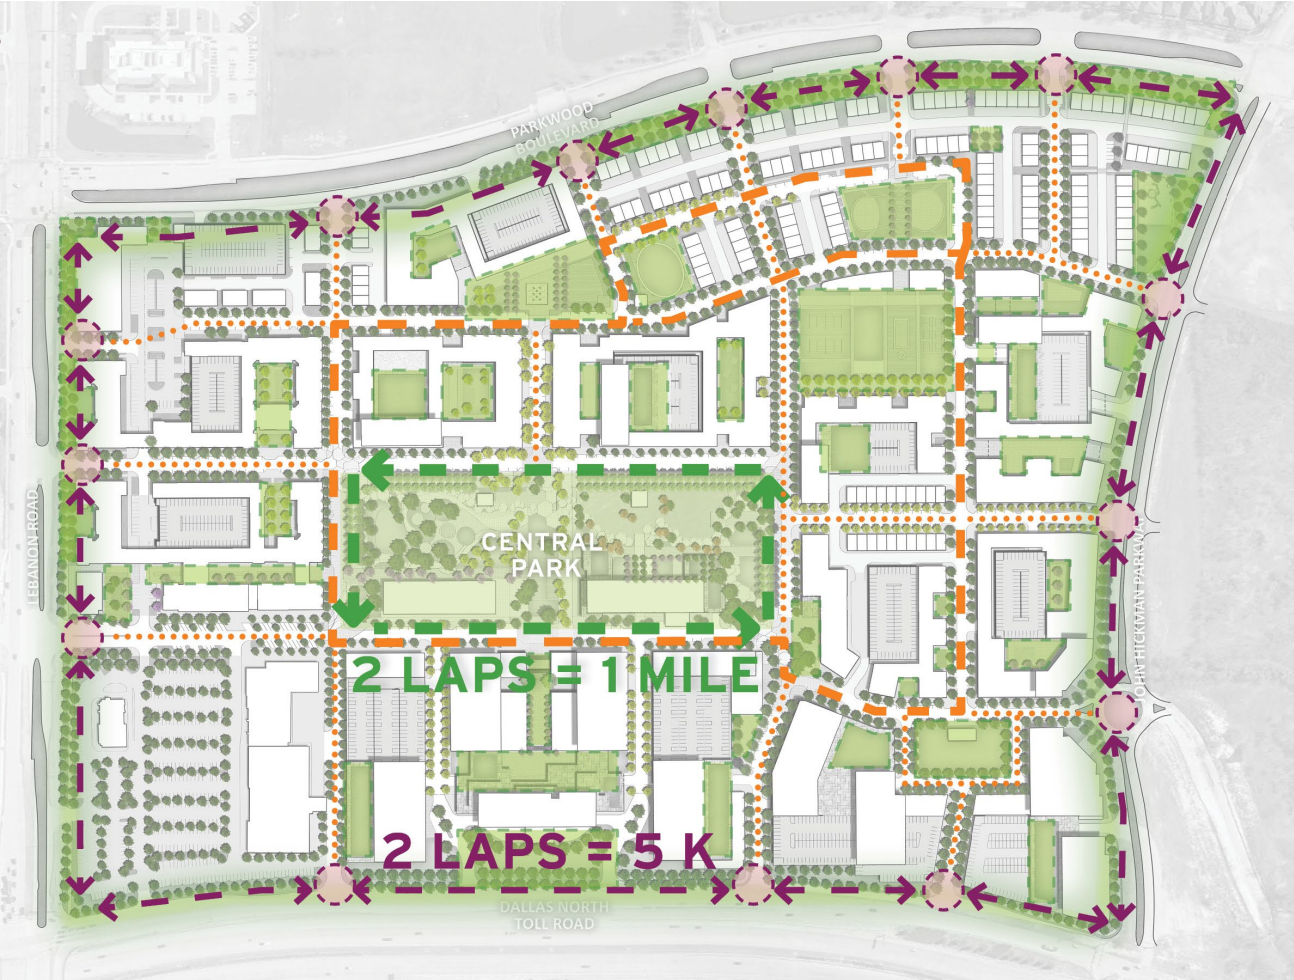 PARKWOOD
BOULEVARD
LEBANON ROAD
CENTRAL
PARK
JOHN HICKMAN PARKWAY
2 LAPS = 1 MILE
2 LAPS = 5 K
DALLAS NORTH
TOLL ROAD